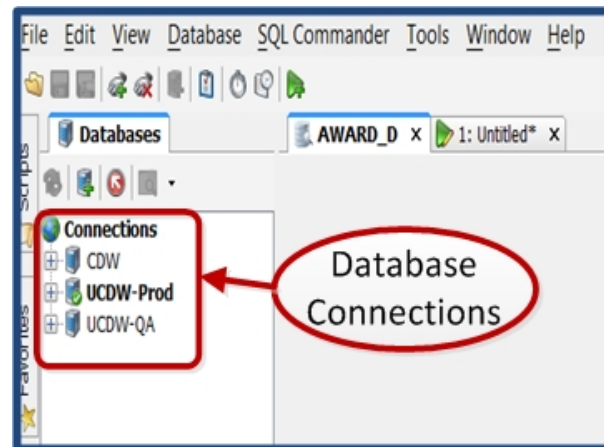 File Edit View Database SQL Commander Tools Window Help
Databases
AWARD_D x
1: Untitled* x
Scripts
Connections
CDW
UCDW-Prod
UCDW-QA
Favorites
Database
Connections